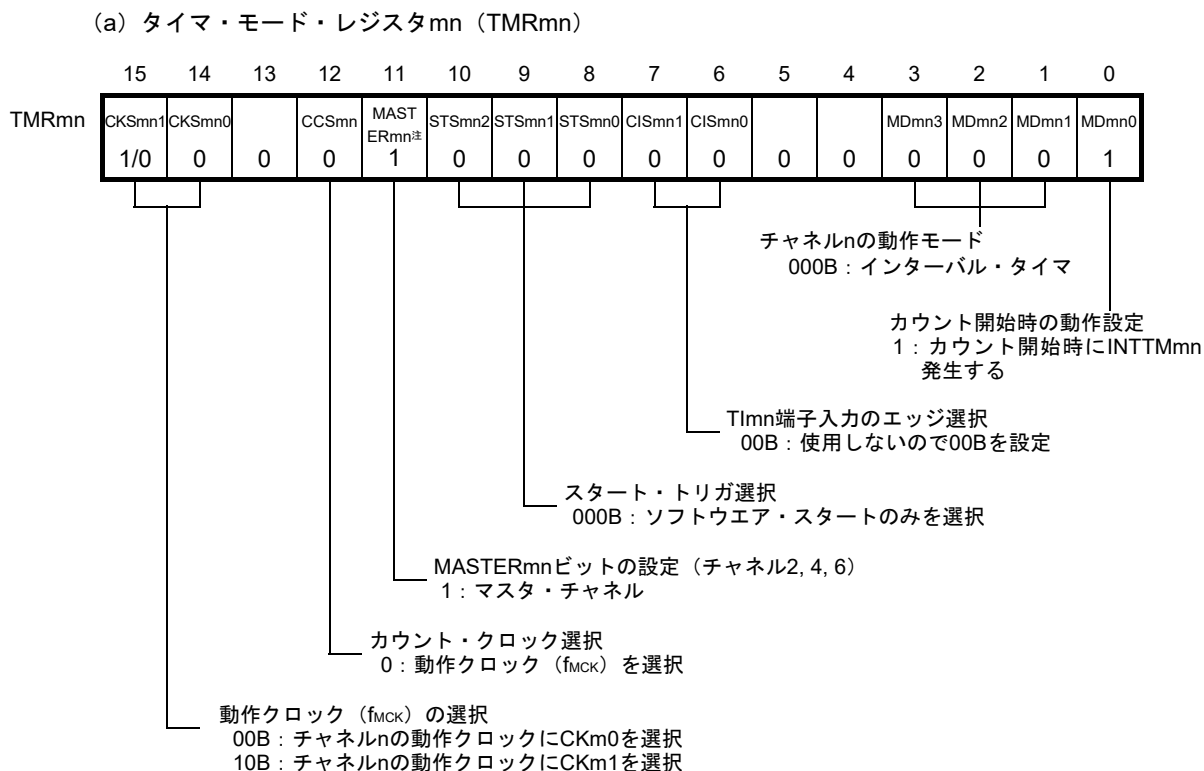 （a）タイマ・モード・レジスタmn（TMRmn）
15 14 13 12 11 10 9 8 7 6 5 4 3 2 1 0
TMRmn
CKSmn1 CKSmn0 CCSmn MAST ERmn注 STSmn2 STSmn1 STSmn0 CISmn1 CISmn0 MDmn3 MDmn2 MDmn1 MDmn0
1/0 0 0 0 1 0 0 0 0 0 0 0 0 0 0 1
チャネルnの動作モード
000B：インターバル・タイマ
カウント開始時の動作設定
1：カウント開始時にINTTMmn
発生する
TImn端子入力のエッジ選択
00B：使用しないので00Bを設定
スタート・トリガ選択
000B：ソフトウエア・スタートのみを選択
MASTERmnビットの設定（チャネル2, 4, 6）
1：マスタ・チャネル
カウント・クロック選択
0：動作クロック（fMCK）を選択
動作クロック（fMCK）の選択
00B：チャネルnの動作クロックにCKm0を選択
10B：チャネルnの動作クロックにCKm1を選択